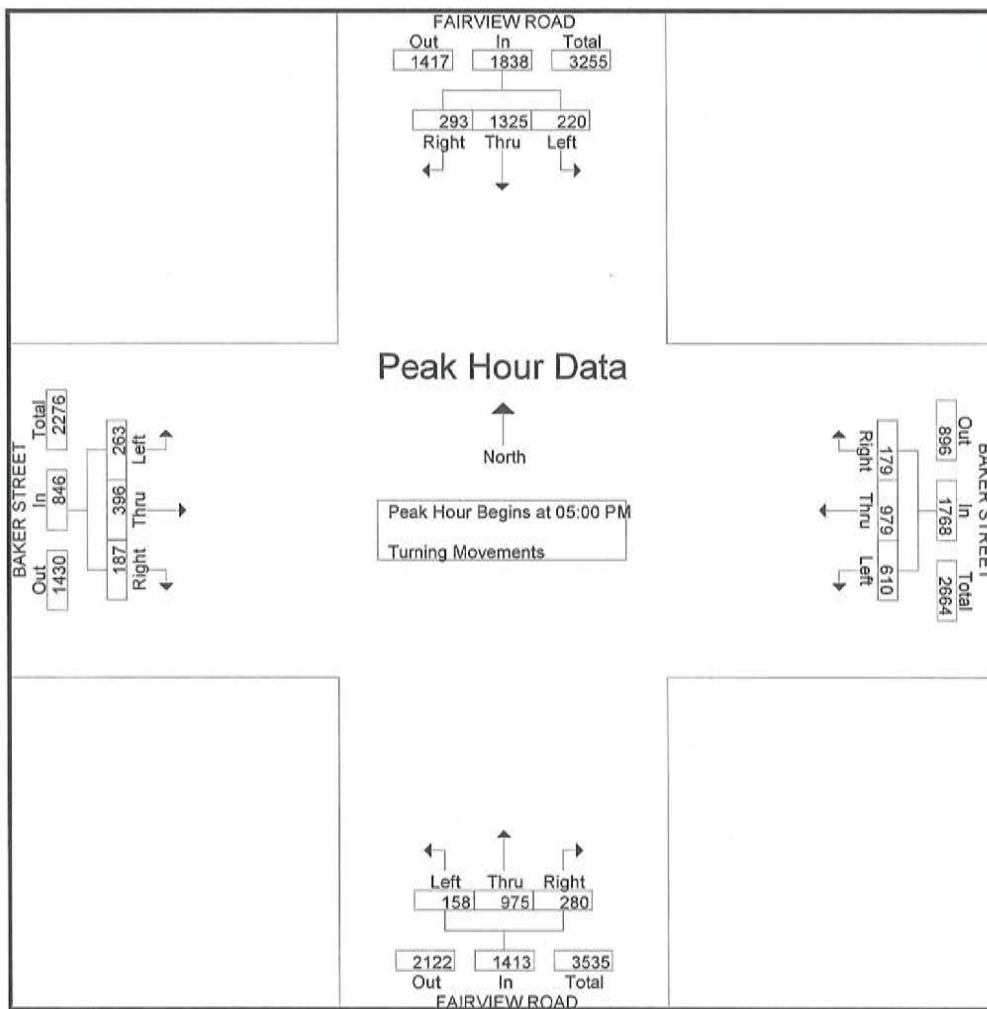 FAIRVIEW ROAD
Out In Total
1417 1838 3255
293 1325 220
Right Thru Left
Peak Hour Data
North
Peak Hour Begins at 05:00 PM
Turning Movements
BAKER STREET
Out In Total
1430 846 2276
187 396 263
Right Thru Left
BAKER STREET
Out In Total
896 1768 2664
179 979 610
Right Thru Left
Left Thru Right
158 975 280
2122 1413 3535
Out In Total
FAIRVIEW ROAD